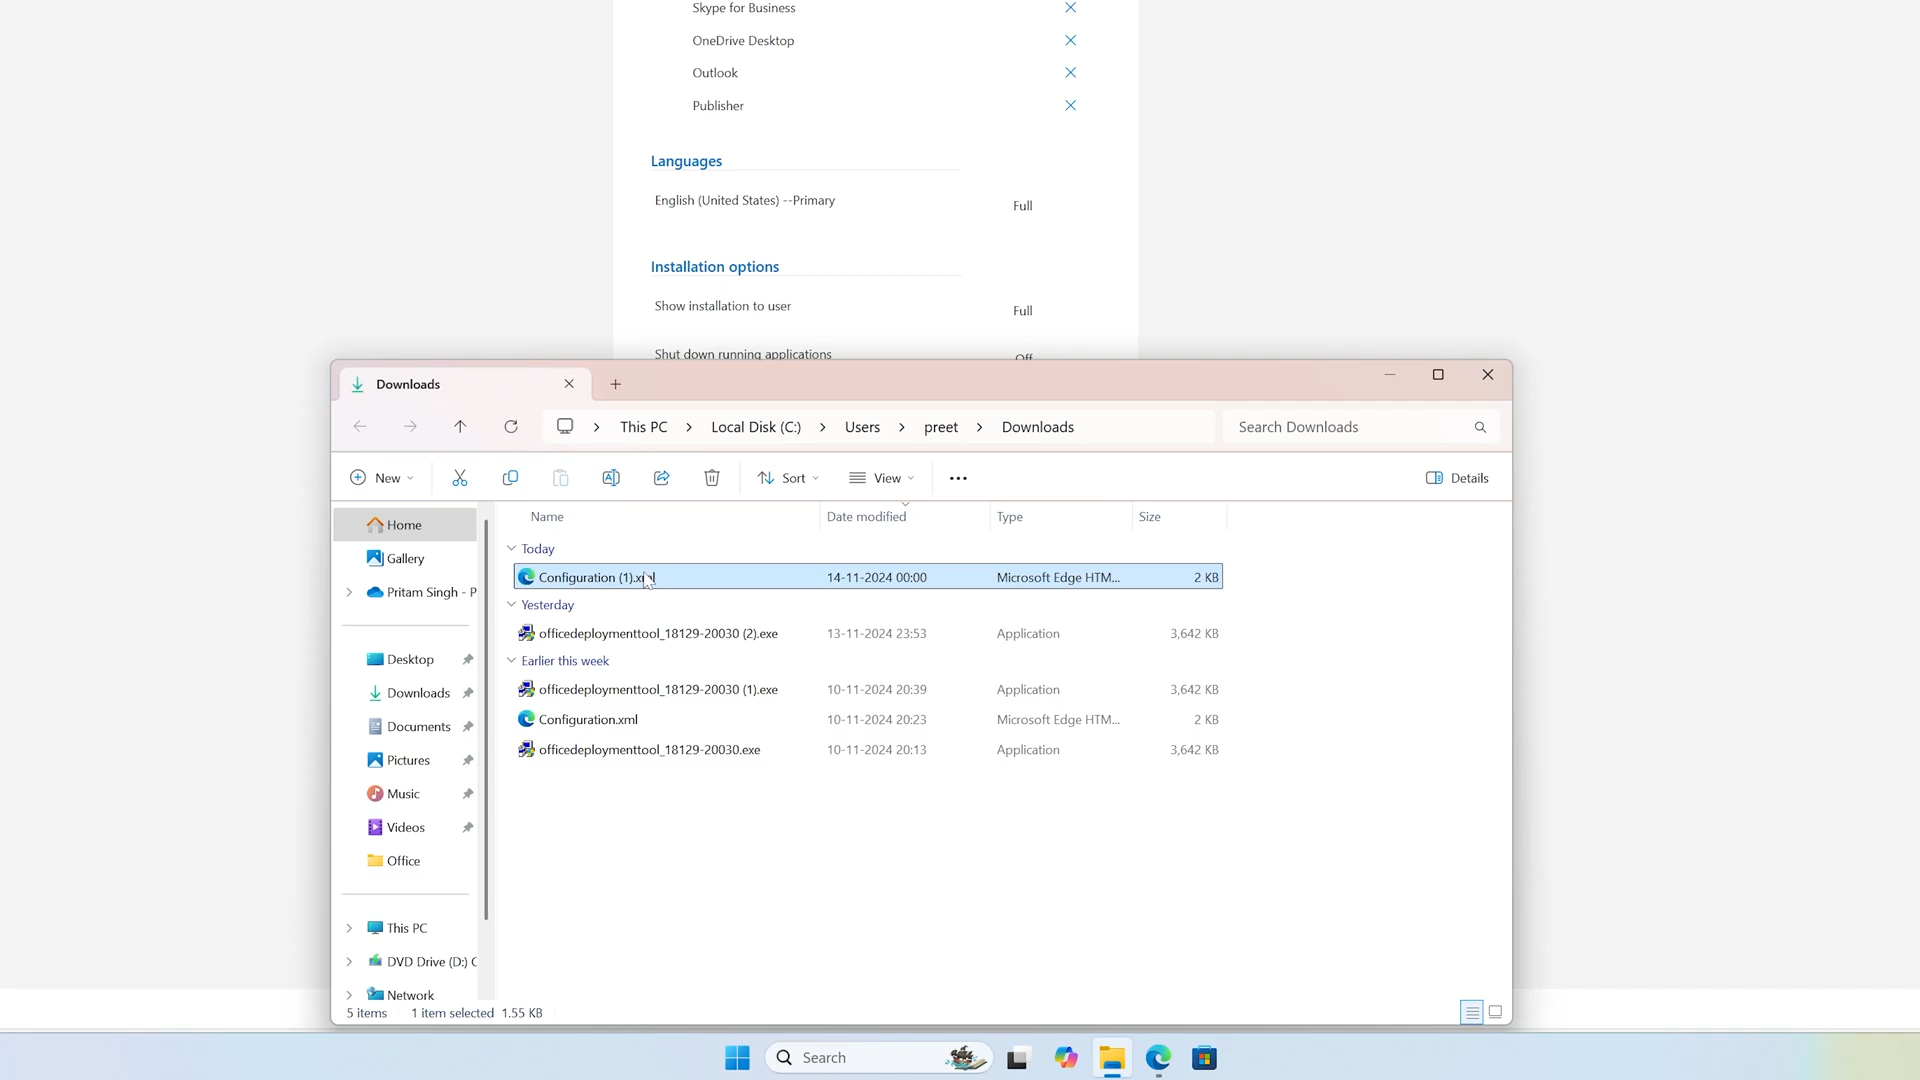 Skype for Business
OneDrive Desktop
Outlook
Publisher
Languages
English (United States) --Primary
Full
Installation options
Show installation to user
Full
Shut down running applications
Off
Downloads
This PC > Local Disk (C:) > Users > preet > Downloads
Search Downloads
New
Sort
View
Details
Name Date modified Type Size
Today
Configuration (1).xml 14-11-2024 00:00 Microsoft Edge HTM... 2 KB
Yesterday
officedeploymenttool_18129-20030 (2).exe 13-11-2024 23:53 Application 3,642 KB
Earlier this week
officedeploymenttool_18129-20030 (1).exe 10-11-2024 20:39 Application 3,642 KB
Configuration.xml 10-11-2024 20:23 Microsoft Edge HTM... 2 KB
officedeploymenttool_18129-20030.exe 10-11-2024 20:13 Application 3,642 KB
Home
Gallery
Pritam Singh - P
Desktop
Downloads
Documents
Pictures
Music
Videos
Office
This PC
DVD Drive (D:) C
Network
5 items 1 item selected 1.55 KB
Search